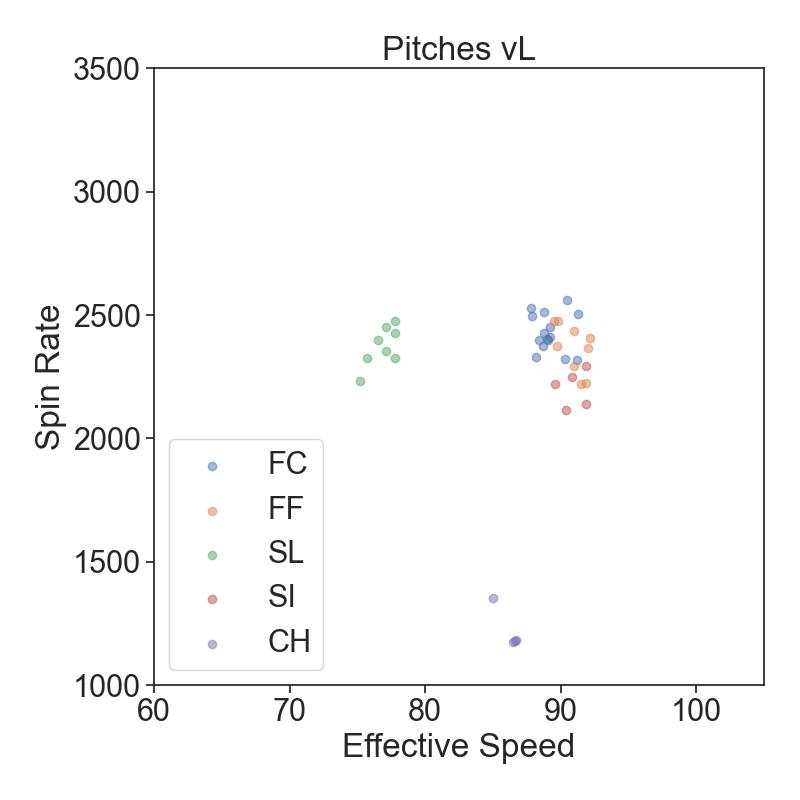 Pitches vL
3500
3000
2500
2000
1500
1000
Spin Rate
FC
FF
SL
SI
CH
60 70 80 90 100
Effective Speed